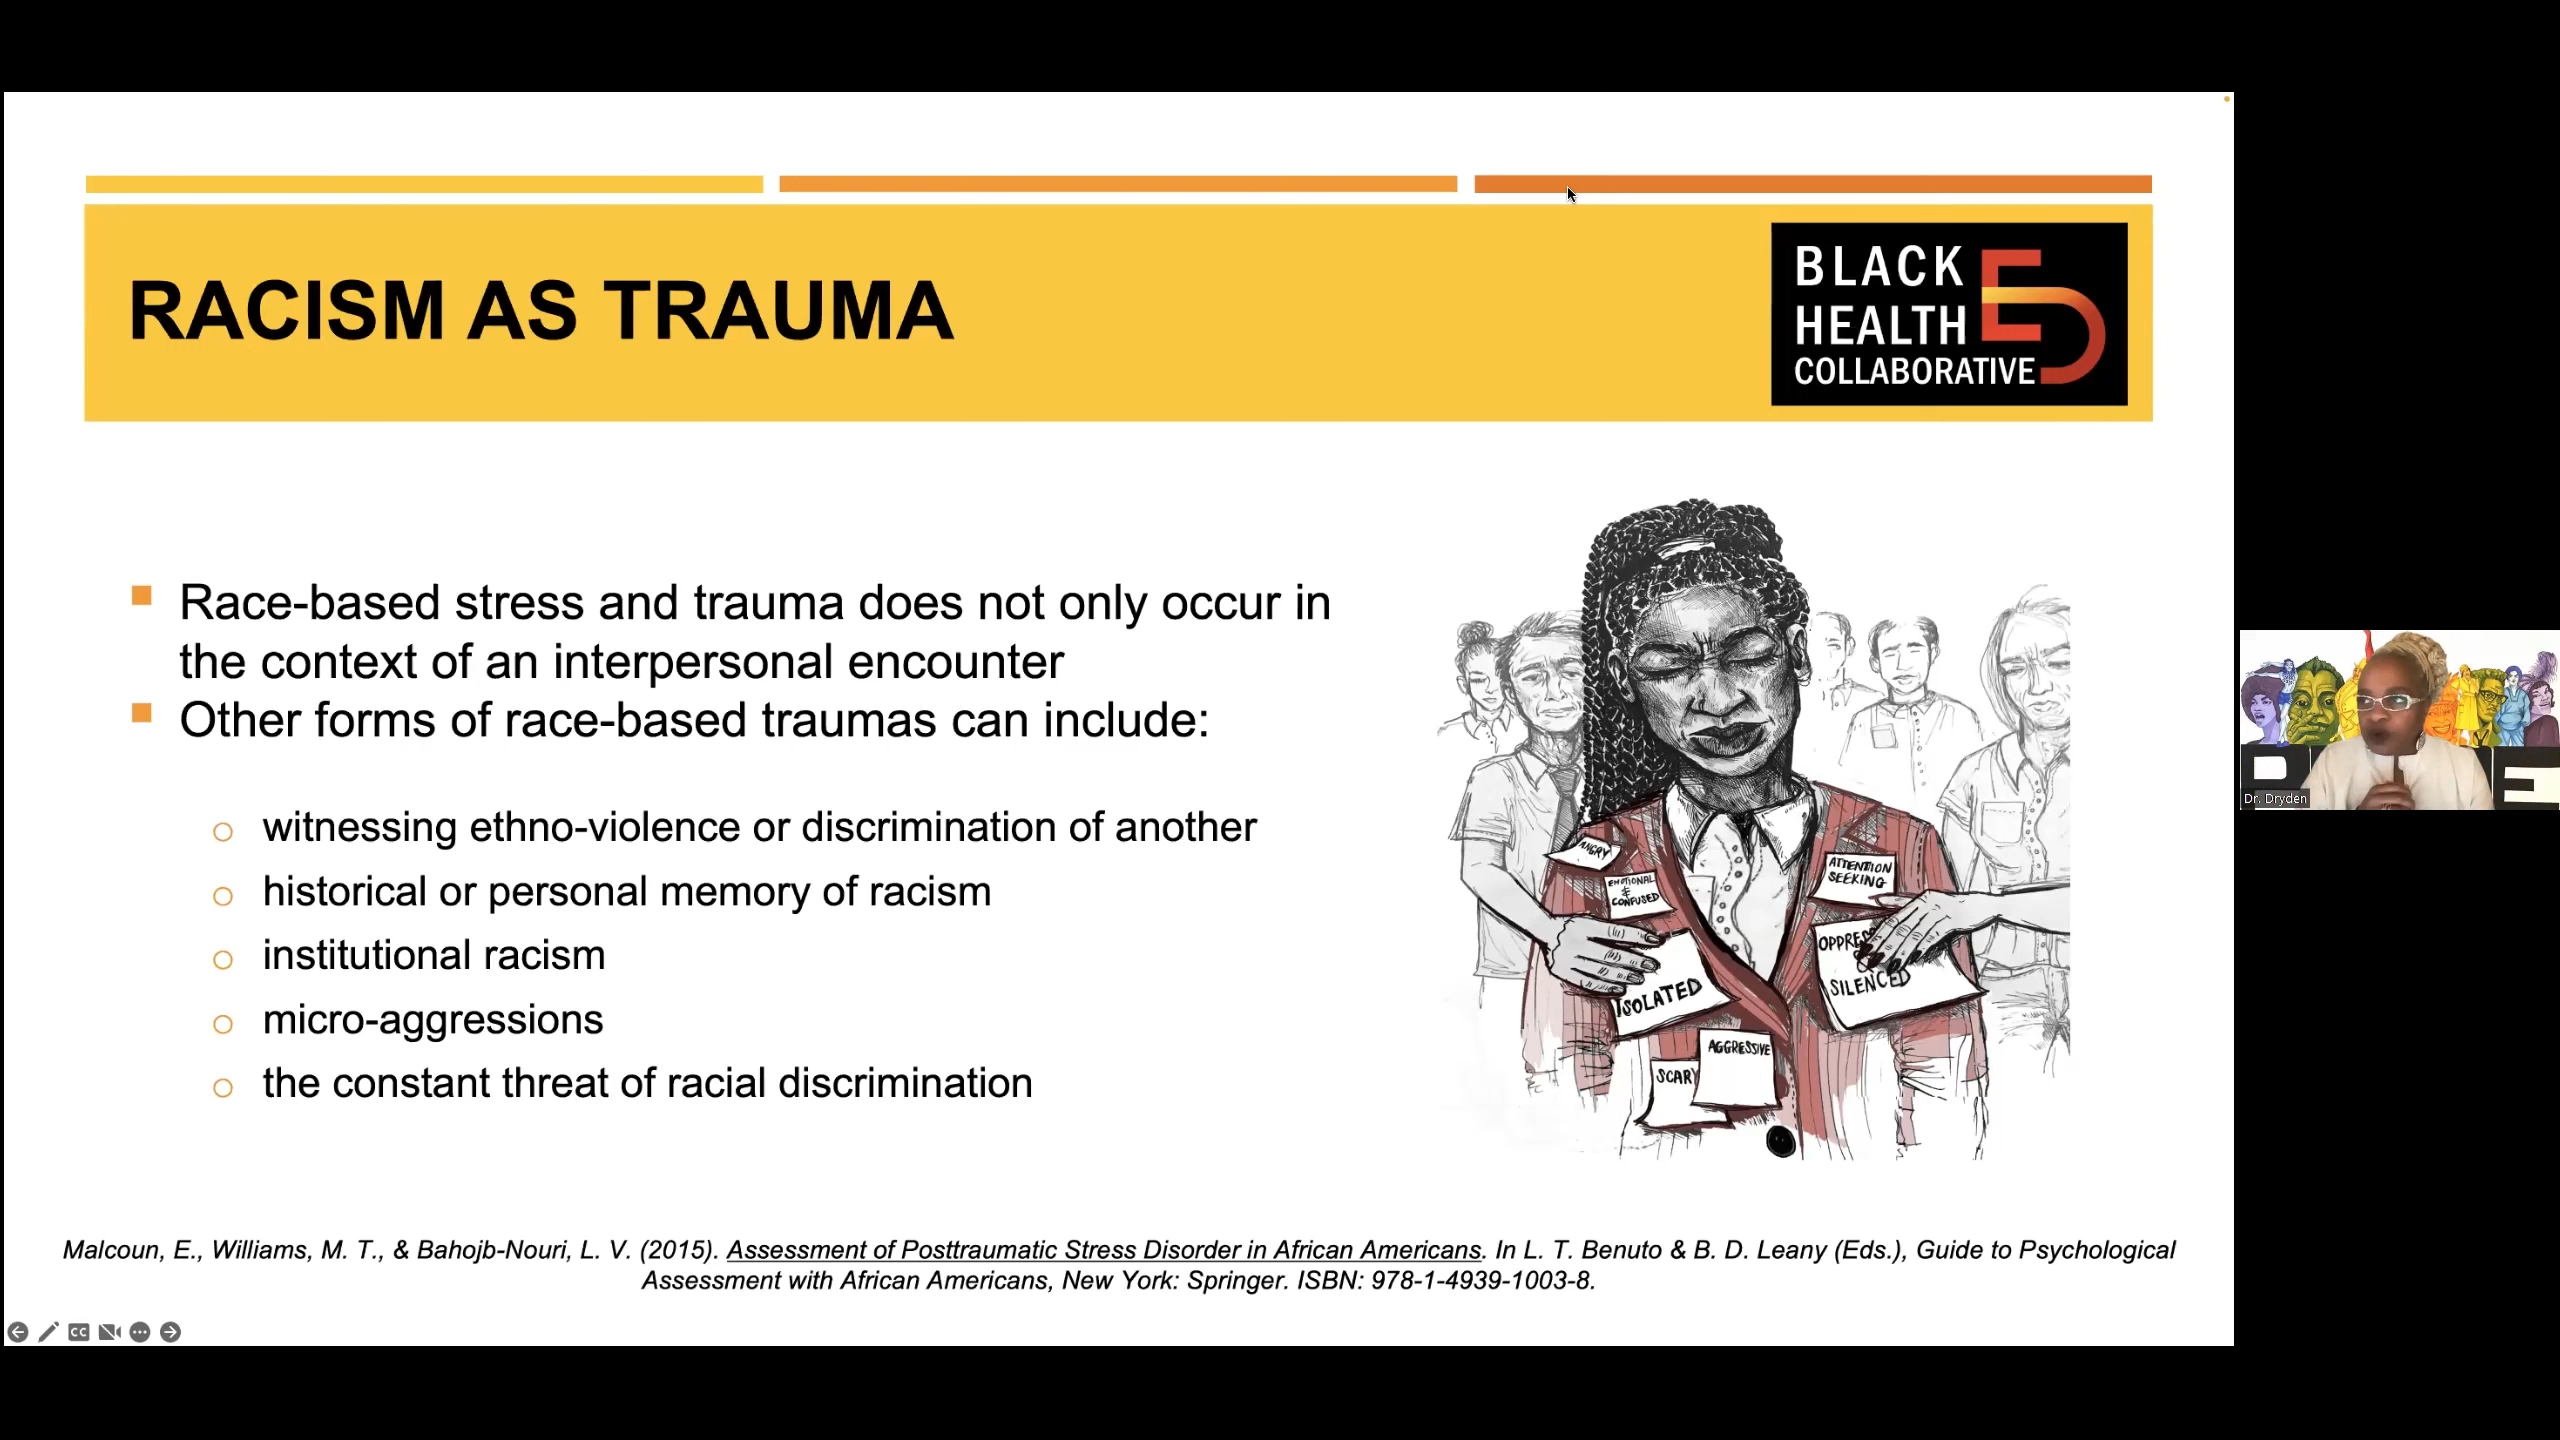 RACISM AS TRAUMA
BLACK
HEALTH
COLLABORATIVE
ED
Race-based stress and trauma does not only occur in
the context of an interpersonal encounter
Other forms of race-based traumas can include:
witnessing ethno-violence or discrimination of another
historical or personal memory of racism
institutional racism
micro-aggressions
the constant threat of racial discrimination
ANGRY
EMOTIONAL
&
CONFUSED
ISOLATED
SCARY
AGGRESSIVE
ATTENTION
SEEKING
OPPRES
&
SILENCED
Malcoun, E., Williams, M. T., & Bahojb-Nouri, L. V. (2015). Assessment of Posttraumatic Stress Disorder in African Americans. In L. T. Benuto & B. D. Leany (Eds.), Guide to Psychological
Assessment with African Americans, New York: Springer. ISBN: 978-1-4939-1003-8.
CC
Dr. Dryden